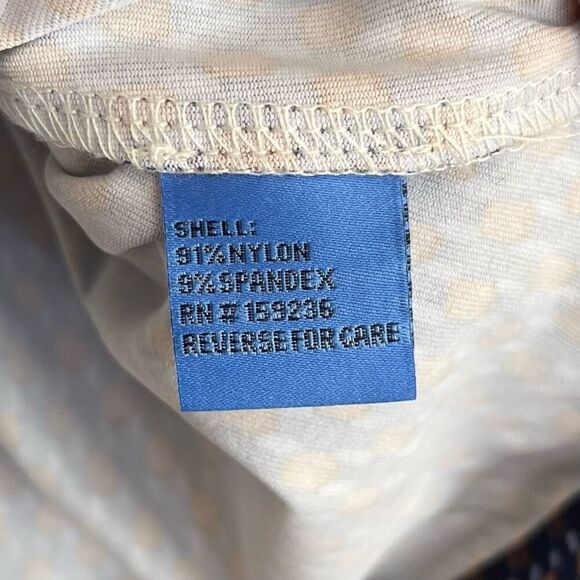 SHELL:
91%NYLON
9%SPANDEX
RN#159236
REVERSE FOR CARE